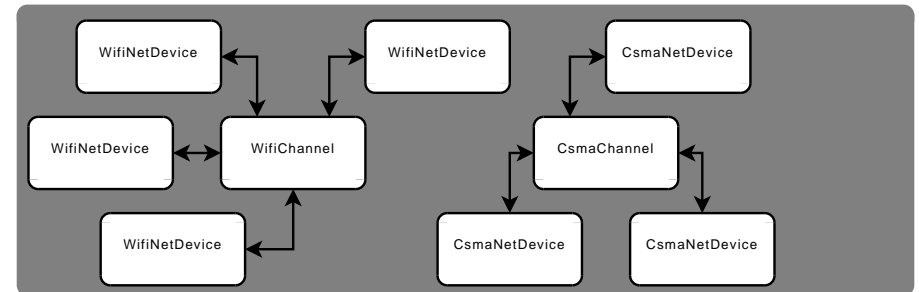 WifiNetDevice
WifiNetDevice
CsmaNetDevice
WifiNetDevice
WifiChannel
CsmaChannel
WifiNetDevice
CsmaNetDevice
CsmaNetDevice